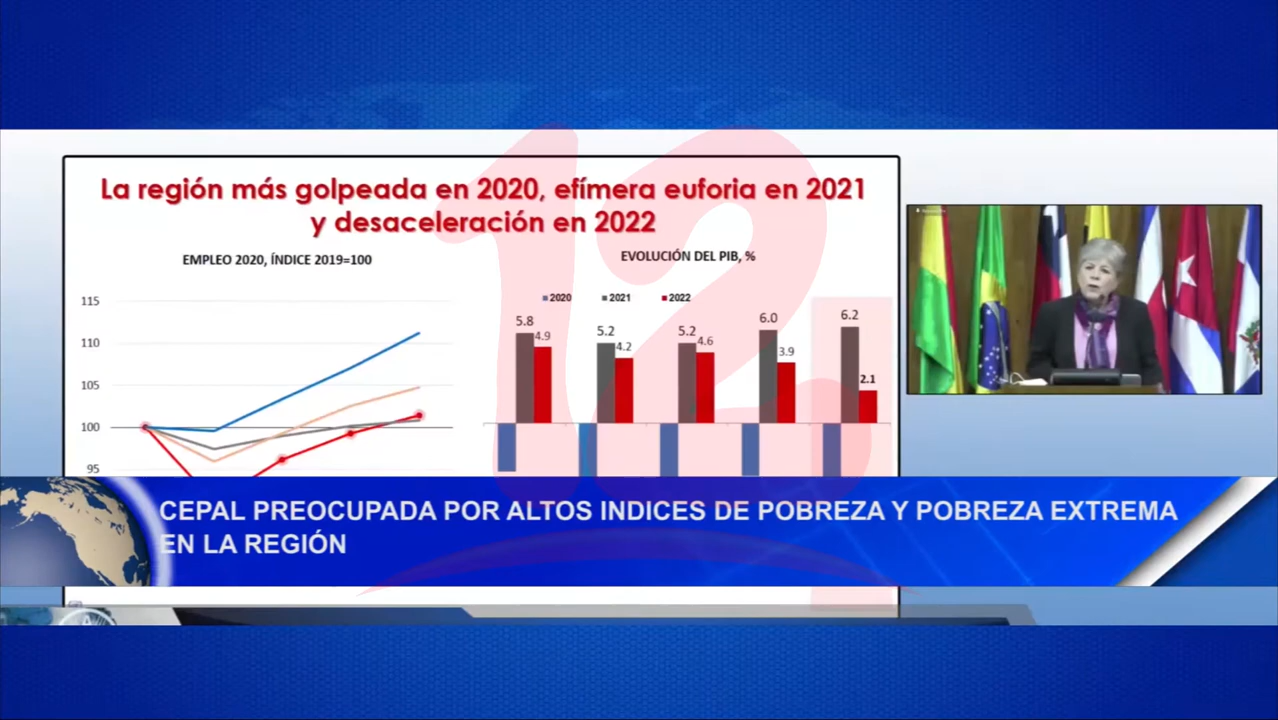 La región más golpeada en 2020, efímera euforia en 2021
y desaceleración en 2022
EMPLEO 2020, ÍNDICE 2019=100
EVOLUCIÓN DEL PIB, %
2020 2021 2022
115
110
105
100
95
5.8 4.9
5.2 4.2
5.2 4.6
6.0 3.9
6.2 2.1
12
CEPAL PREOCUPADA POR ALTOS INDICES DE POBREZA Y POBREZA EXTREMA
EN LA REGIÓN